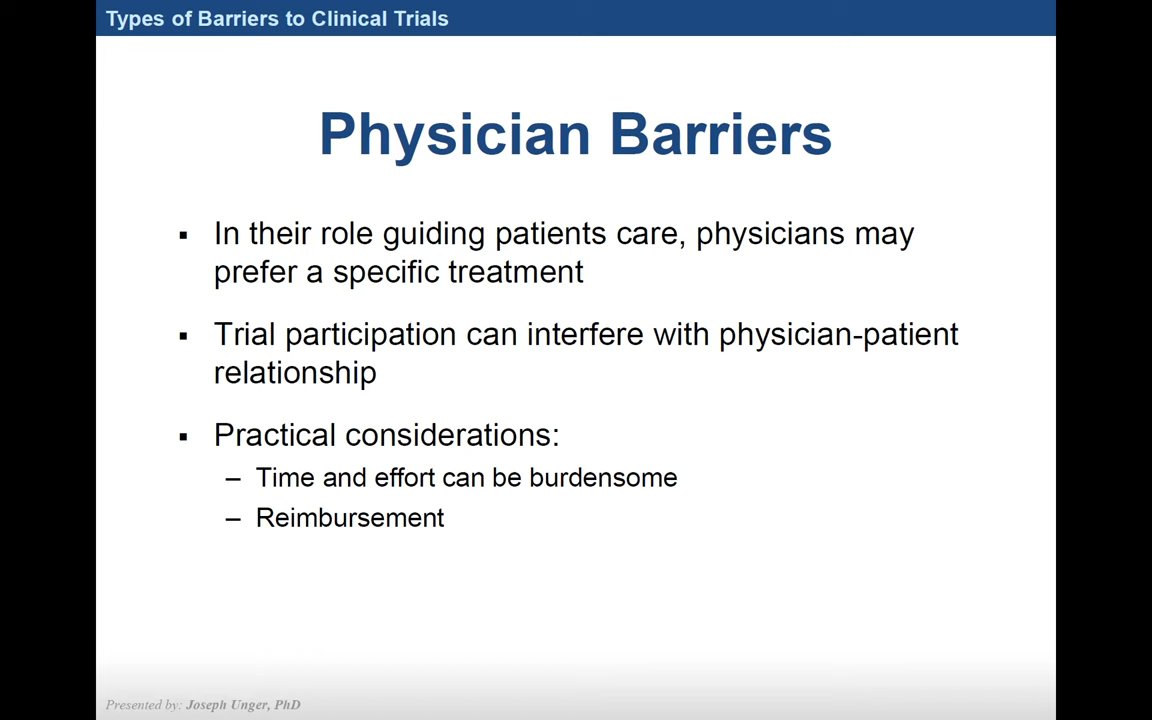 Types of Barriers to Clinical Trials
Physician Barriers
▪ In their role guiding patients care, physicians may
prefer a specific treatment
▪ Trial participation can interfere with physician-patient
relationship
▪ Practical considerations:
– Time and effort can be burdensome
– Reimbursement
Presented by: Joseph Unger, PhD